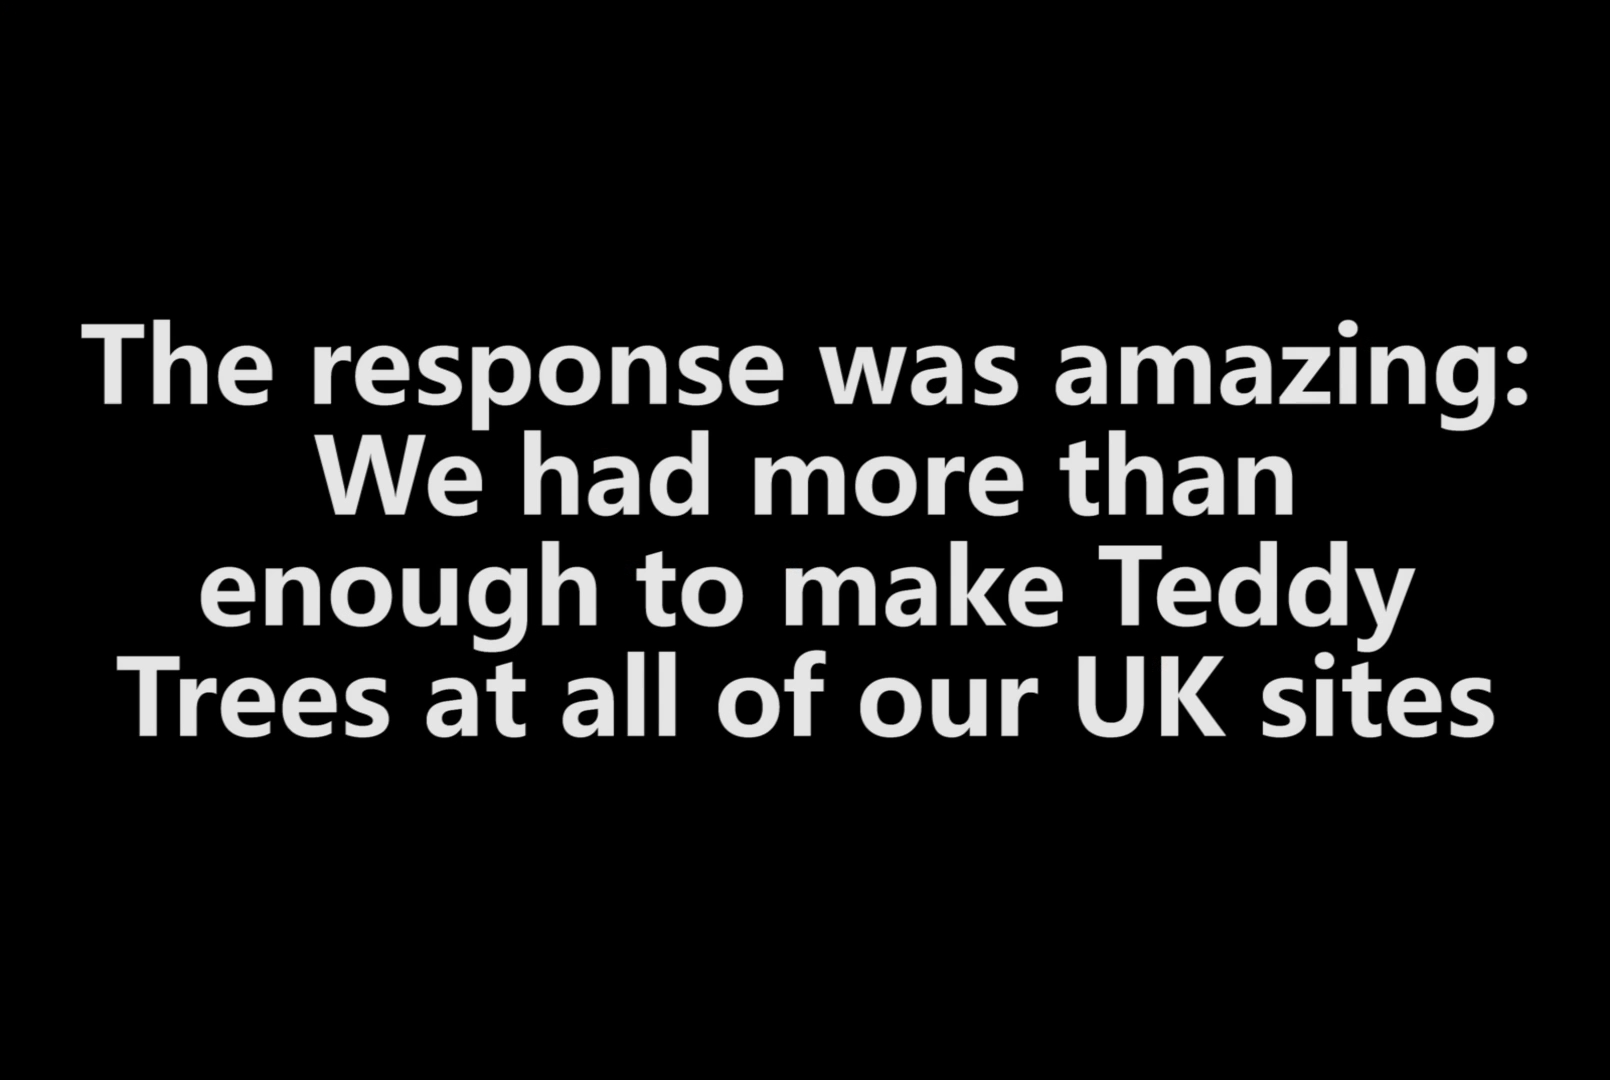 The response was amazing:
We had more than
enough to make Teddy
Trees at all of our UK sites